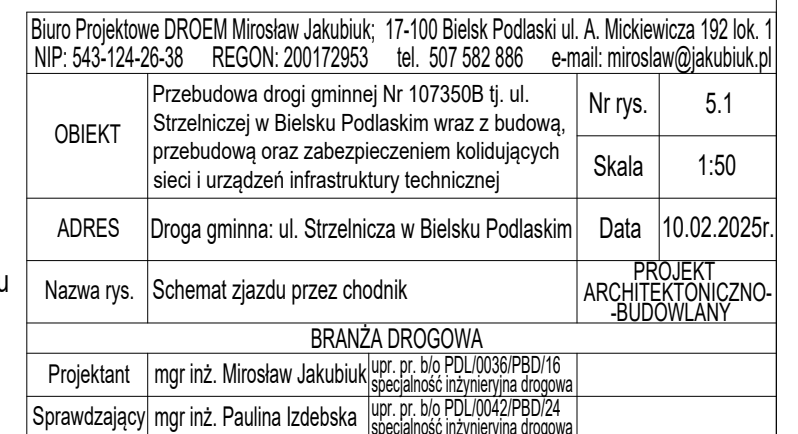 Biuro Projektowe DROEM Mirosław Jakubiuk; 17-100 Bielsk Podlaski ul. A. Mickiewicza 192 lok. 1
NIP: 543-124-26-38 REGON: 200172953 tel. 507 582 886 e-mail: miroslaw@jakubiuk.pl
OBIEKT
Przebudowa drogi gminnej Nr 107350B tj. ul.
Strzelniczej w Bielsku Podlaskim wraz z budową,
przebudową oraz zabezpieczeniem kolidujących
sieci i urządzeń infrastruktury technicznej
Nr rys. 5.1
Skala 1:50
ADRES Droga gminna: ul. Strzelnicza w Bielsku Podlaskim Data 10.02.2025r.
u
Nazwa rys. Schemat zjazdu przez chodnik
PROJEKT
ARCHITEKTONICZNO-
-BUDOWLANY
BRANŻA DROGOWA
Projektant mgr inż. Mirosław Jakubiuk
upr. pr. b/o PDL/0036/PBD/16
specjalność inżynieryjna drogowa
Sprawdzający mgr inż. Paulina Izdebska
upr. pr. b/o PDL/0042/PBD/24
specjalność inżynieryjna drogowa